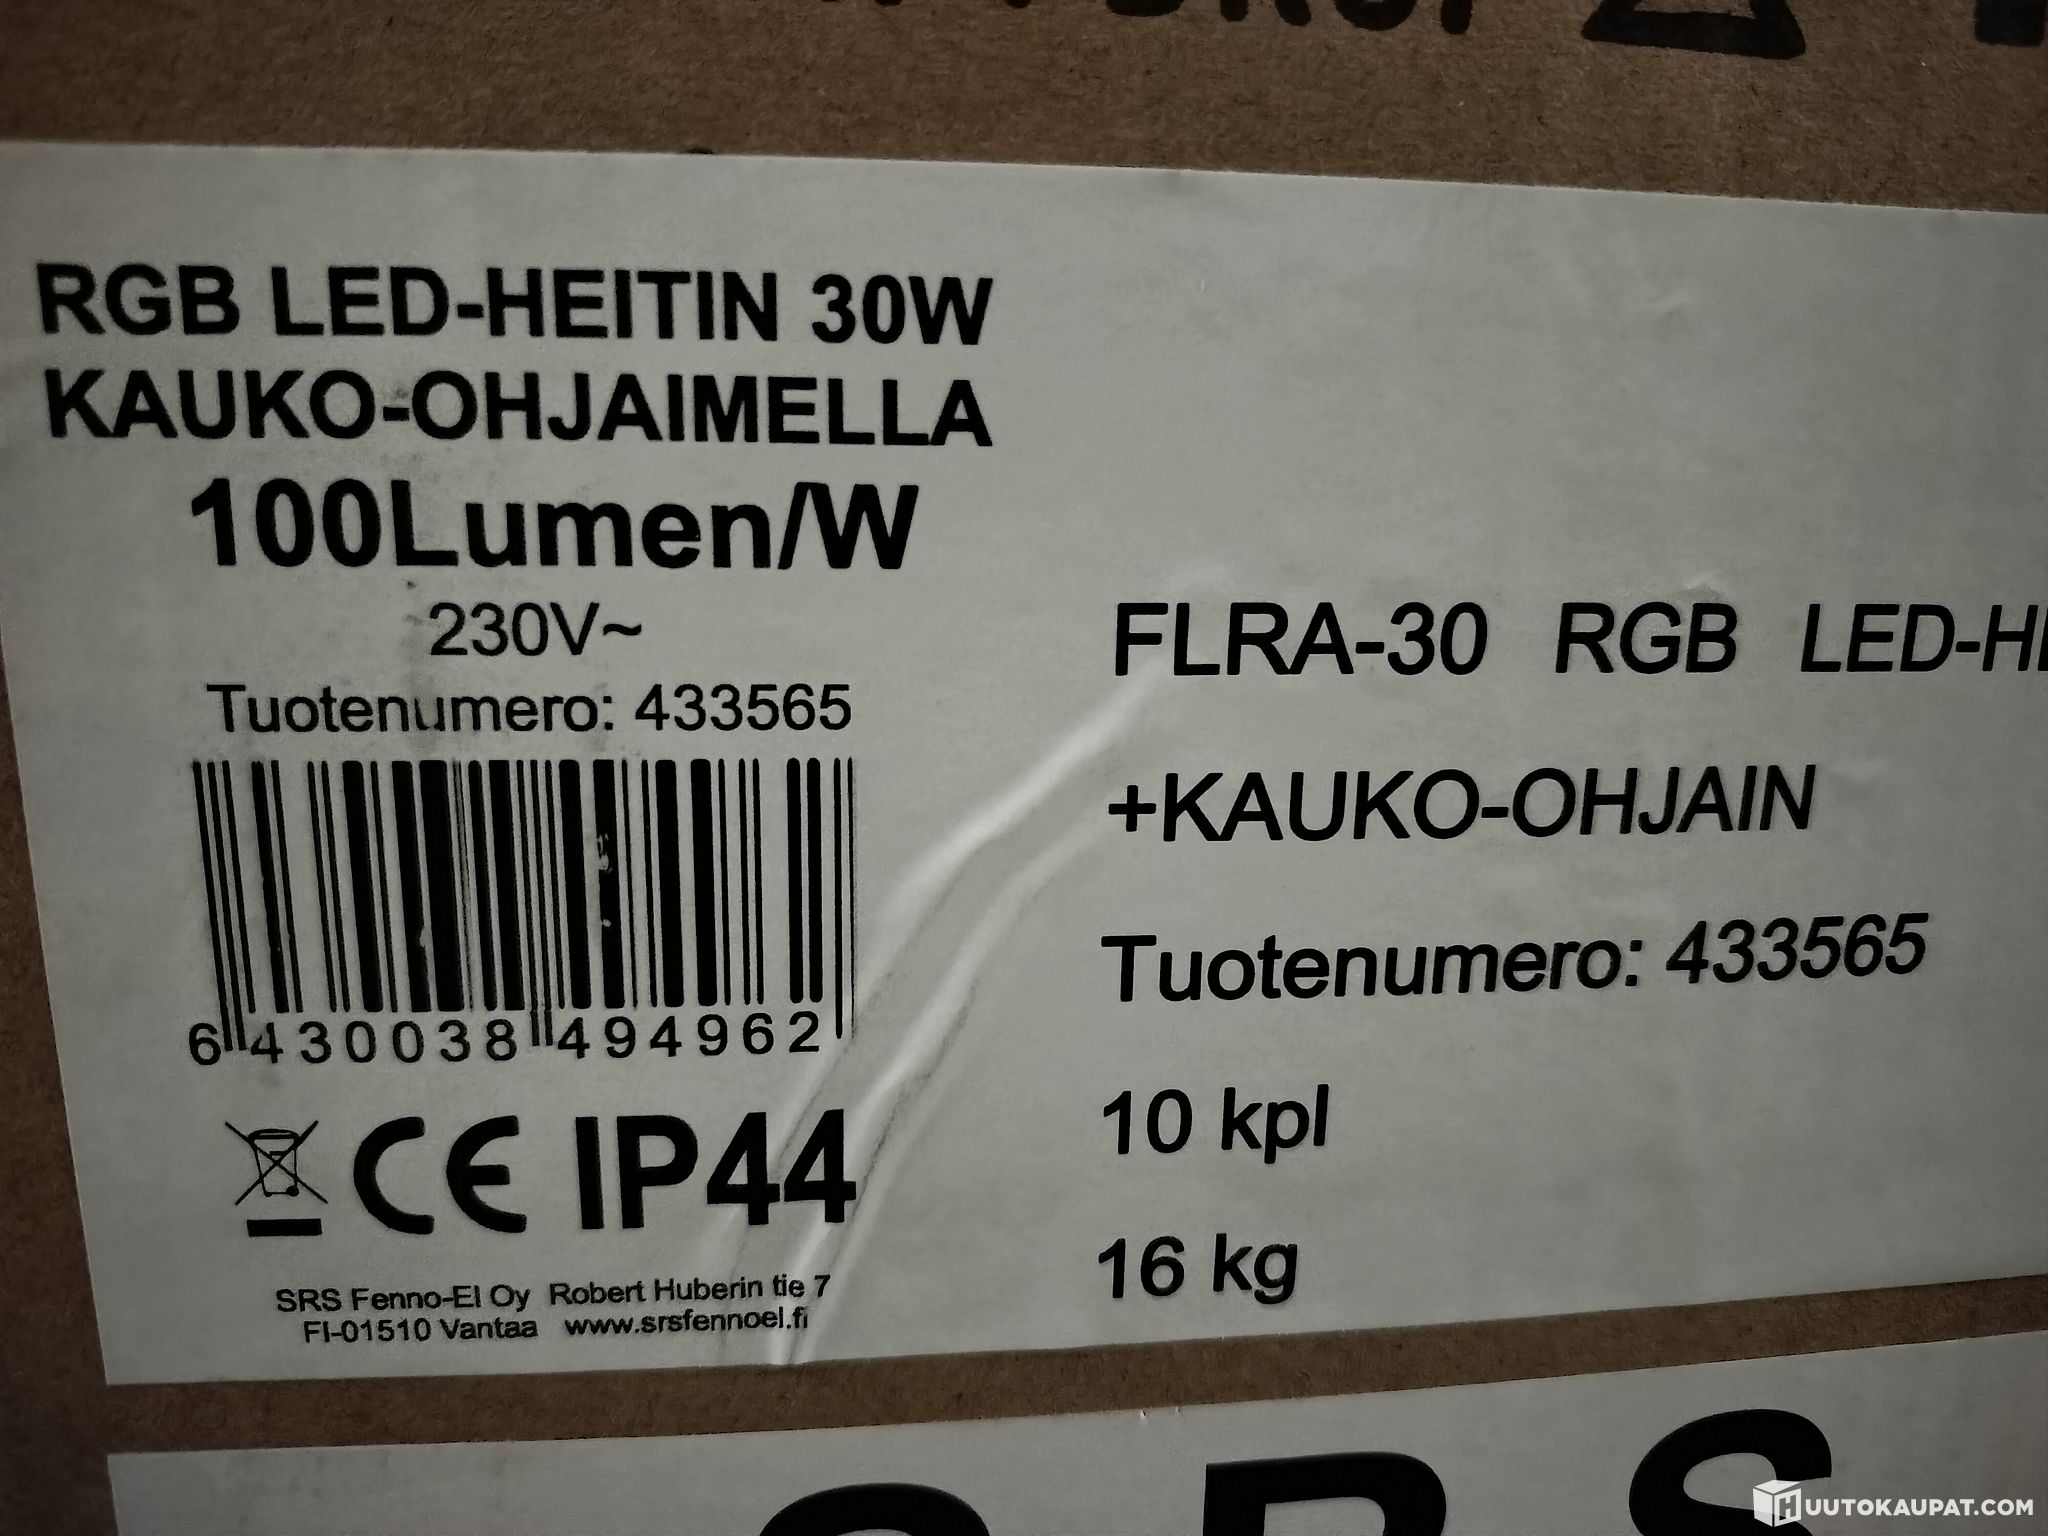 RGB LED-HEITIN 30W
KAUKO-OHJAIMELLA
100Lumen/W
230V~
Tuotenumero: 433565
6 430038 494962
CE IP44
SRS Fenno-El Oy Robert Huberin tie 7
FI-01510 Vantaa www.srsfennoel.fi
FLRA-30 RGB
+KAUKO-OHJAIN
Tuotenumero: 433565
10 kpl
16 kg
HUUTOKAUPAT.COM